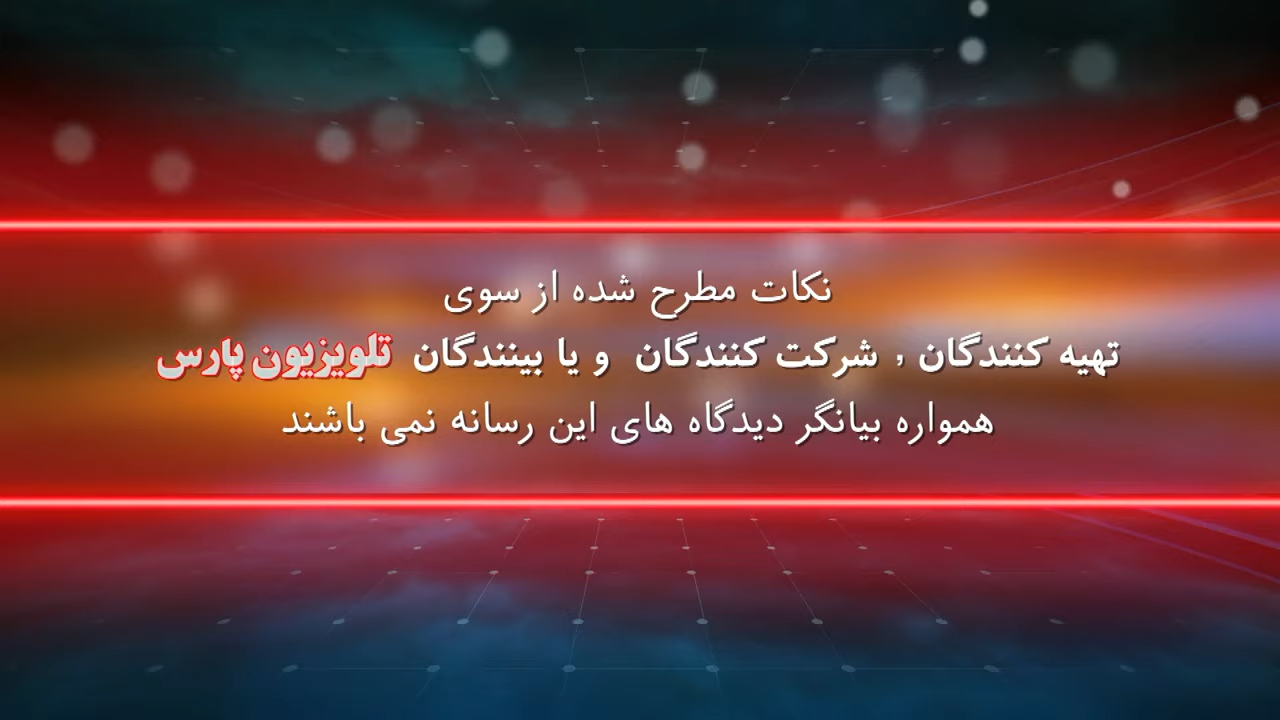 نکات مطرح شده از سوی
تهیه کنندگان , شرکت کنندگان و یا بینندگان تلویزیون پارس
همواره بیانگر دیدگاه های این رسانه نمی باشند